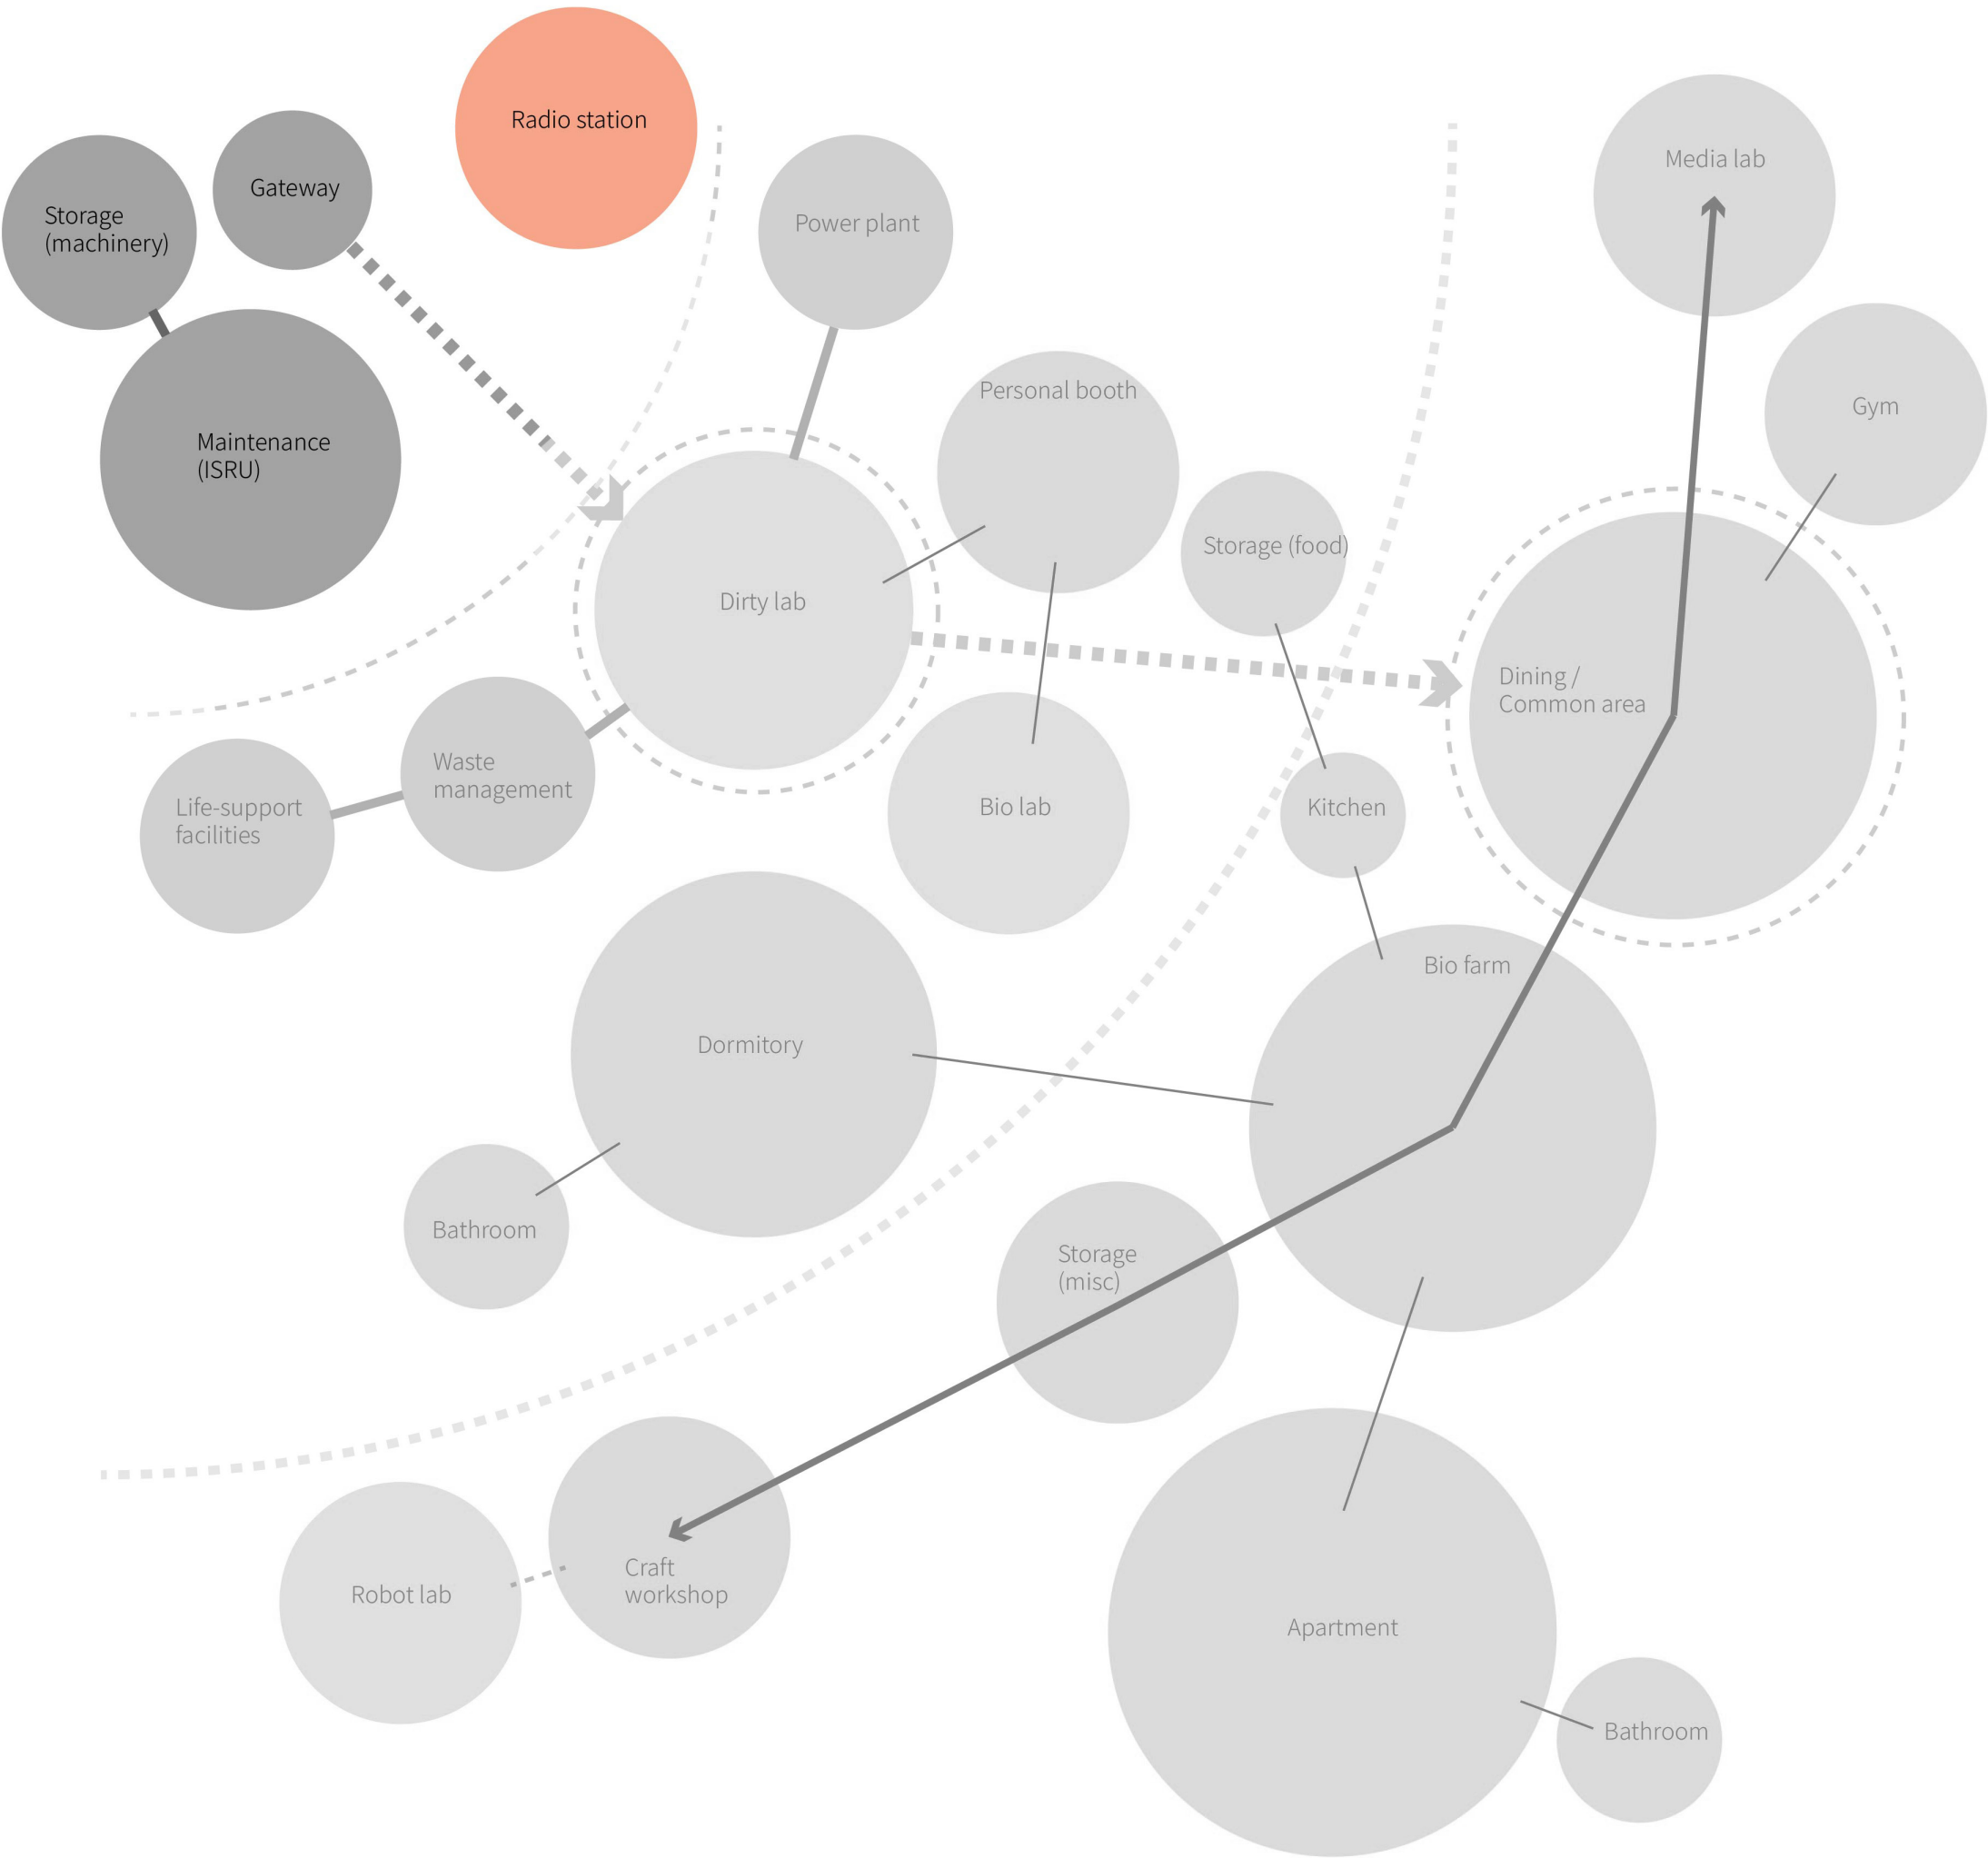 Radio station
Media lab
Gateway
Storage
(machinery)
Power plant
Personal booth
Gym
Maintenance
(ISRU)
Storage (food)
Dirty lab
Dining /
Common area
Waste
management
Life-support
facilities
Bio lab
Kitchen
Bio farm
Dormitory
Bathroom
Storage
(misc)
Craft
workshop
Robot lab
Apartment
Bathroom